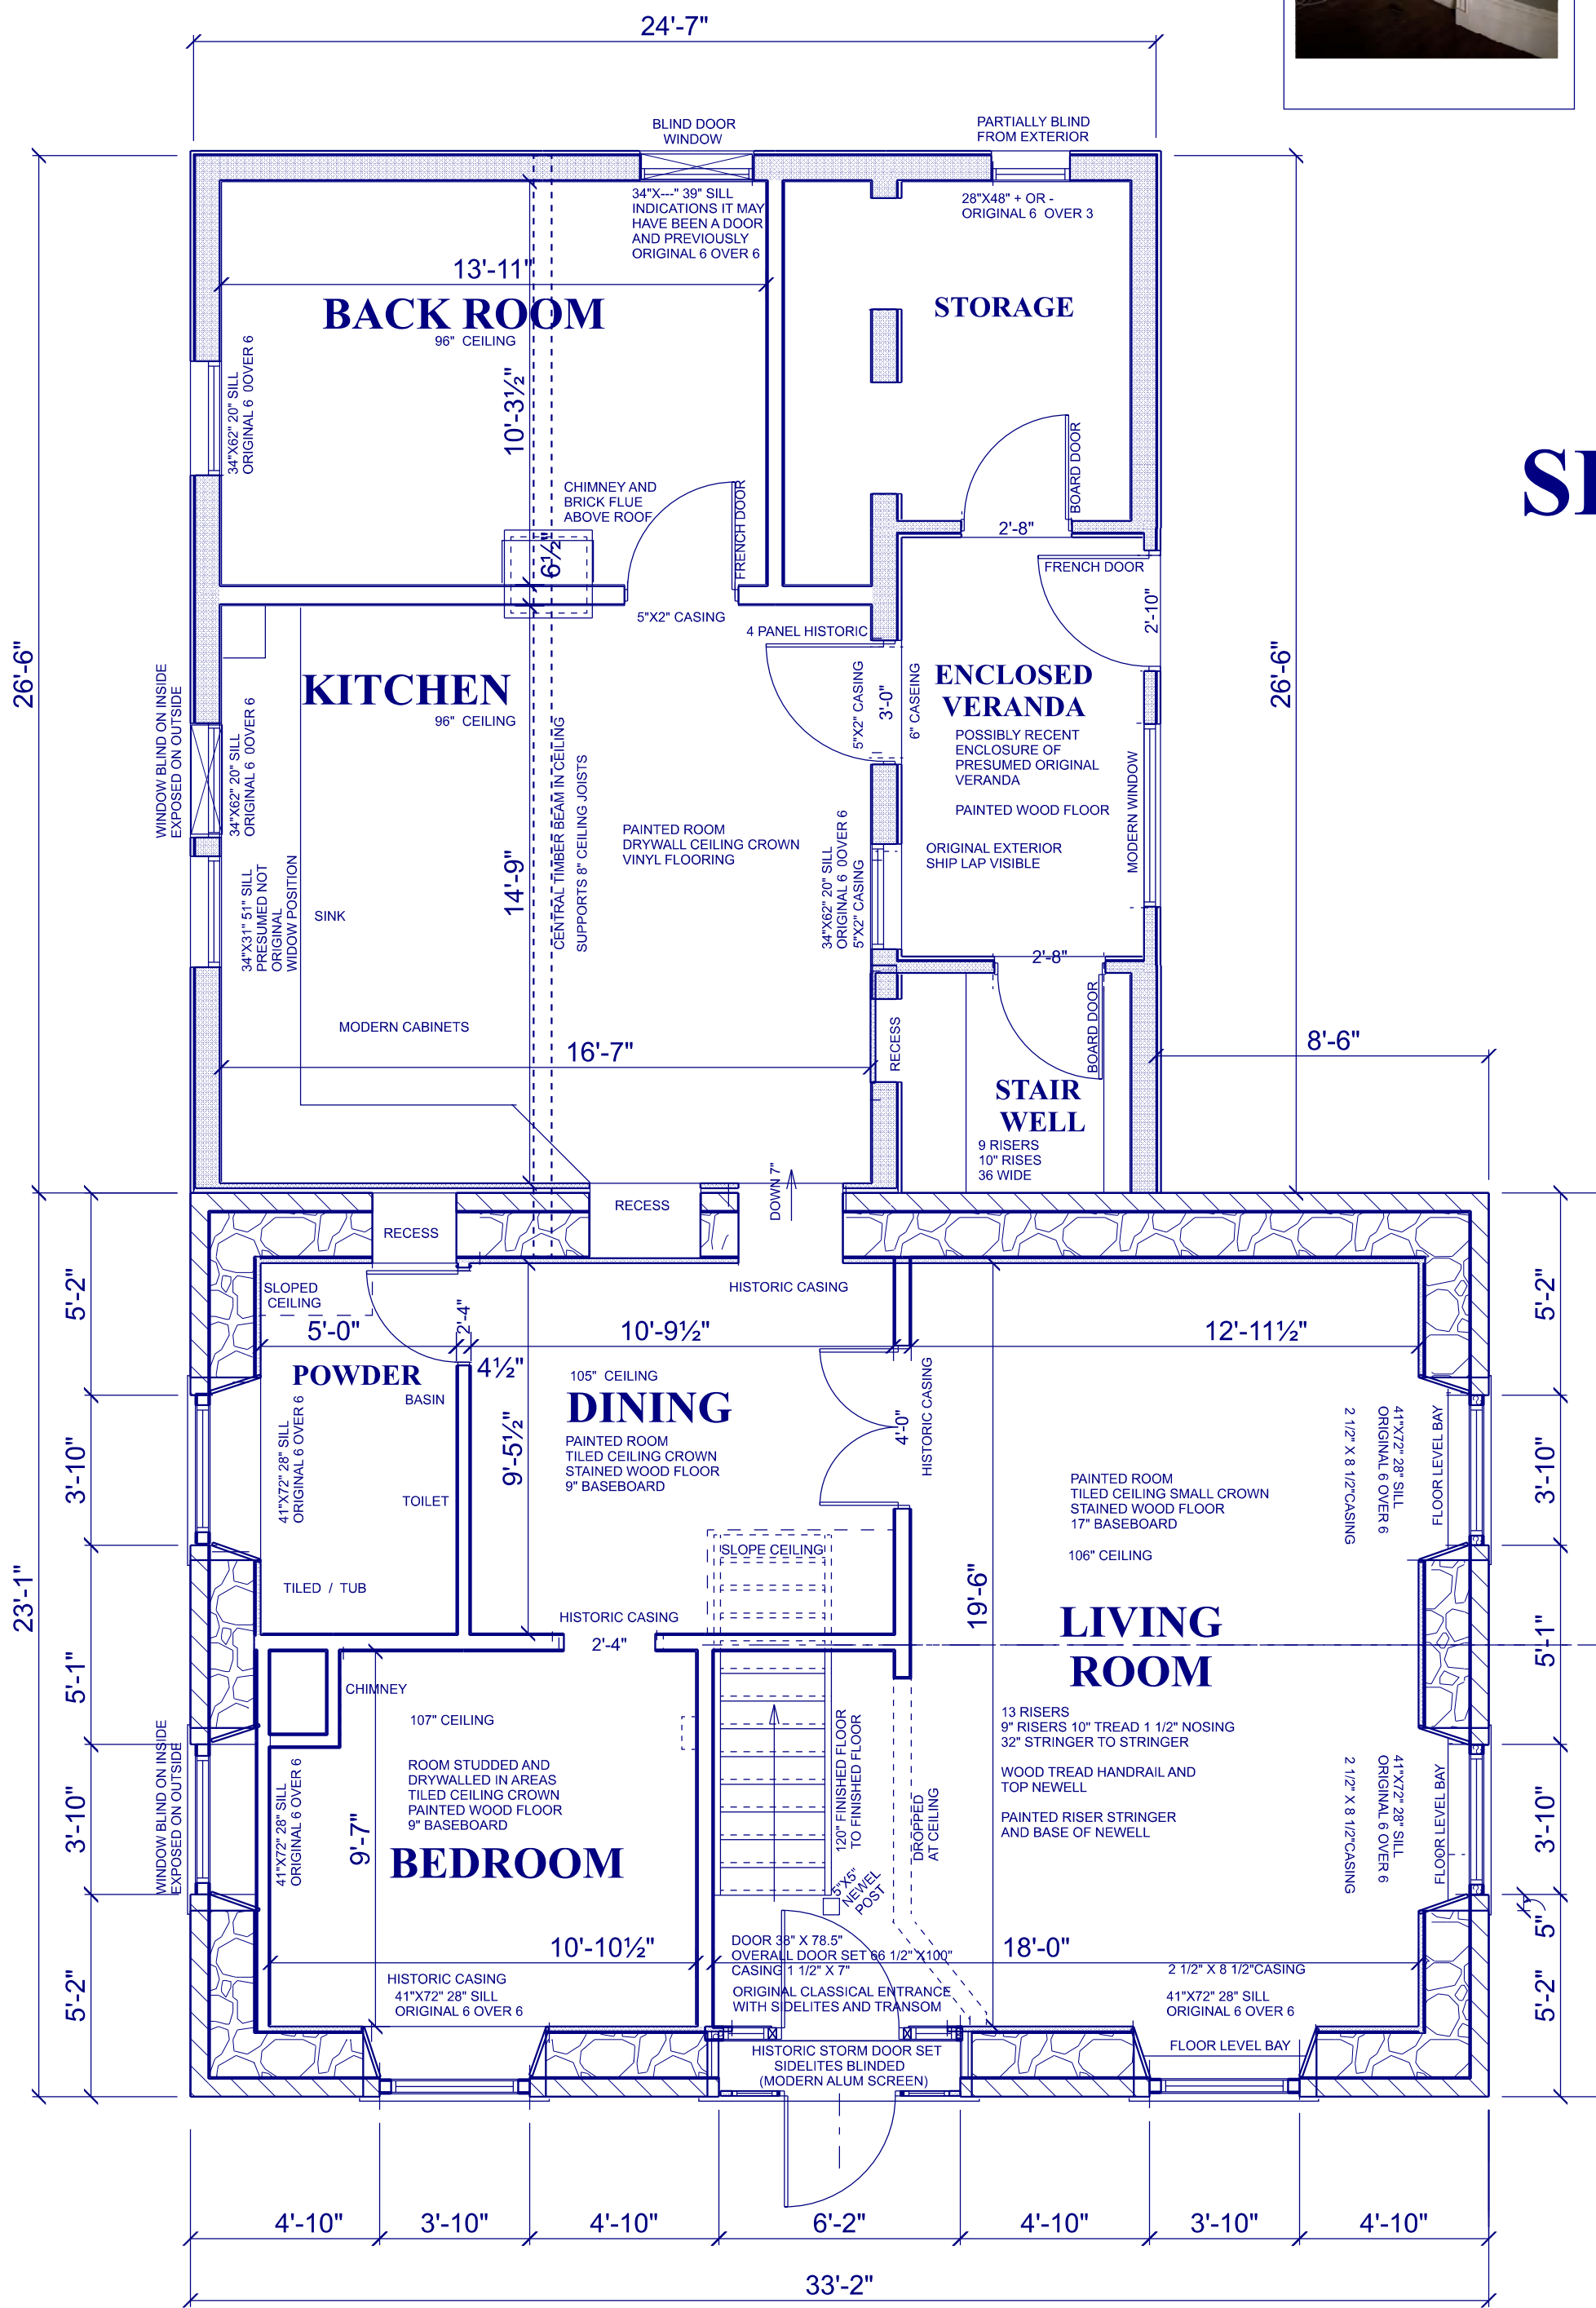 24'-7"
BLIND DOOR
WINDOW
PARTIALLY BLIND
FROM EXTERIOR
34"X---" 39" SILL
INDICATIONS IT MAY
HAVE BEEN A DOOR
AND PREVIOUSLY
ORIGINAL 6 OVER 6
28"X48" + OR -
ORIGINAL 6 OVER 3
13'-11"
BACK ROOM
96" CEILING
STORAGE
34"X62" 20" SILL
ORIGINAL 6 0OVER 6
10'-3½"
CHIMNEY AND
BRICK FLUE
ABOVE ROOF
FRENCH DOOR
BOARD DOOR
2'-8"
6½"
FRENCH DOOR
2'-10"
5"X2" CASING
4 PANEL HISTORIC
26'-6"
26'-6"
KITCHEN
96" CEILING
WINDOW BLIND ON INSIDE
EXPOSED ON OUTSIDE
34"X62" 20" SILL
ORIGINAL 6 0OVER 6
5"X2" CASING
3'-0"
6" CASEING
ENCLOSED
VERANDA
POSSIBLY RECENT
ENCLOSURE OF
PRESUMED ORIGINAL
VERANDA
PAINTED WOOD FLOOR
ORIGINAL EXTERIOR
SHIP LAP VISIBLE
MODERN WINDOW
CENTRAL TIMBER BEAM IN CEILING
SUPPORTS 8" CEILING JOISTS
PAINTED ROOM
DRYWALL CEILING CROWN
VINYL FLOORING
34"X62" 20" SILL
ORIGINAL 6 0OVER 6
5"X2" CASING
34"X31" 51" SILL
PRESUMED NOT
ORIGINAL
WIDOW POSITION
SINK
14'-9"
2'-8"
MODERN CABINETS
16'-7"
RECESS
BOARD DOOR
8'-6"
STAIR
WELL
9 RISERS
10" RISES
36 WIDE
DOWN 7"
RECESS
RECESS
SLOPED
CEILING
HISTORIC CASING
5'-2"
5'-2"
5'-0"
2'-4"
10'-9½"
12'-11½"
POWDER
4½"
105" CEILING
DINING
PAINTED ROOM
TILED CEILING CROWN
STAINED WOOD FLOOR
9" BASEBOARD
BASIN
TOILET
TILED / TUB
41"X72" 28" SILL
ORIGINAL 6 OVER 6
9'-5½"
4'-0"
HISTORIC CASING
PAINTED ROOM
TILED CEILING SMALL CROWN
STAINED WOOD FLOOR
17" BASEBOARD
106" CEILING
2 1/2" X 8 1/2"CASING
41"X72" 28" SILL
ORIGINAL 6 OVER 6
FLOOR LEVEL BAY
3'-10"
3'-10"
SLOPE CEILING
23'-1"
19'-6"
HISTORIC CASING
2'-4"
LIVING
ROOM
5'-1"
5'-1"
CHIMNEY
107" CEILING
13 RISERS
9" RISERS 10" TREAD 1 1/2" NOSING
32" STRINGER TO STRINGER
WOOD TREAD HANDRAIL AND
TOP NEWELL
PAINTED RISER STRINGER
AND BASE OF NEWELL
ROOM STUDDED AND
DRYWALLED IN AREAS
TILED CEILING CROWN
PAINTED WOOD FLOOR
9" BASEBOARD
BEDROOM
WINDOW BLIND ON INSIDE
EXPOSED ON OUTSIDE
41"X72" 28" SILL
ORIGINAL 6 OVER 6
9'-7"
120" FINISHED FLOOR
TO FINISHED FLOOR
DROPPED
AT CEILING
5"X5"
NEWEL
POST
2 1/2" X 8 1/2"CASING
41"X72" 28" SILL
ORIGINAL 6 OVER 6
FLOOR LEVEL BAY
3'-10"
3'-10"
5"
10'-10½"
18'-0"
DOOR 38" X 78.5"
OVERALL DOOR SET 66 1/2" X100"
CASING 1 1/2" X 7"
ORIGINAL CLASSICAL ENTRANCE
WITH SIDELITES AND TRANSOM
HISTORIC CASING
41"X72" 28" SILL
ORIGINAL 6 OVER 6
2 1/2" X 8 1/2"CASING
41"X72" 28" SILL
ORIGINAL 6 OVER 6
FLOOR LEVEL BAY
5'-2"
5'-2"
HISTORIC STORM DOOR SET
SIDELITES BLINDED
(MODERN ALUM SCREEN)
4'-10"
3'-10"
4'-10"
6'-2"
4'-10"
3'-10"
4'-10"
33'-2"